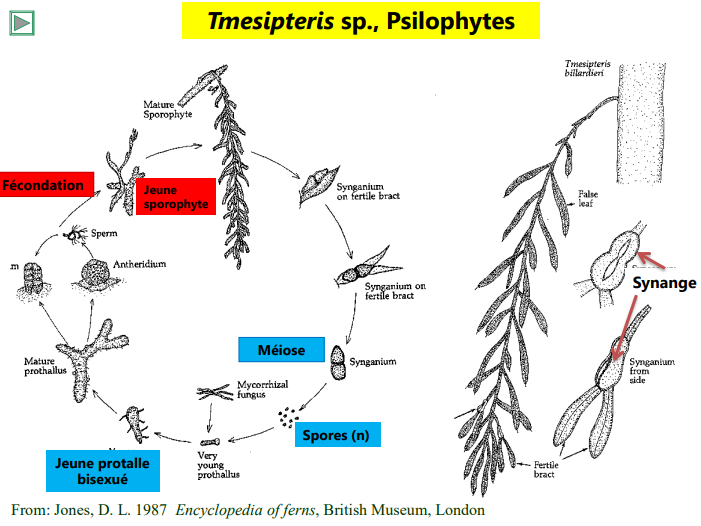 Tmesipteris sp., Psilophytes
Mature
Sporophyte
Fécondation
Jeune
sporophyte
Synganium
on fertile bract
Sperm
m
Antheridium
Synganium on
fertile bract
Méiose
Synganium
Mature
prothallus
Mycorrhizal
fungus
Spores (n)
Very
young
prothallus
Jeune protalle
bisexué
Tmesipteris
billardieri
False
leaf
Synange
Synganium
from
side
Fertile
bract
From: Jones, D. L. 1987 Encyclopedia of ferns, British Museum, London